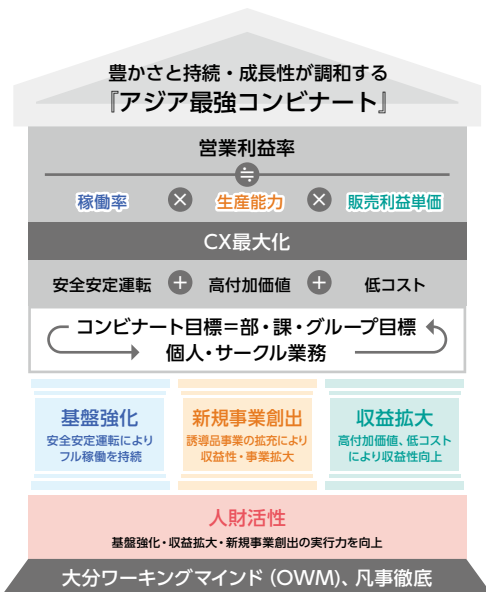 豊かさと持続・成長性が調和する
『アジア最強コンビナート』
営業利益率
≒
稼働率 × 生産能力 × 販売利益単価
CX最大化
安全安定運転 + 高付加価値 + 低コスト
コンビナート目標=部・課・グループ目標
個人・サークル業務
基盤強化
安全安定運転により
フル稼働を持続
新規事業創出
誘導品事業の拡充により
収益性・事業拡大
収益拡大
高付加価値、低コスト
により収益性向上
人財活性
基盤強化・収益拡大・新規事業創出の実行力を向上
大分ワーキングマインド(OWM)、凡事徹底